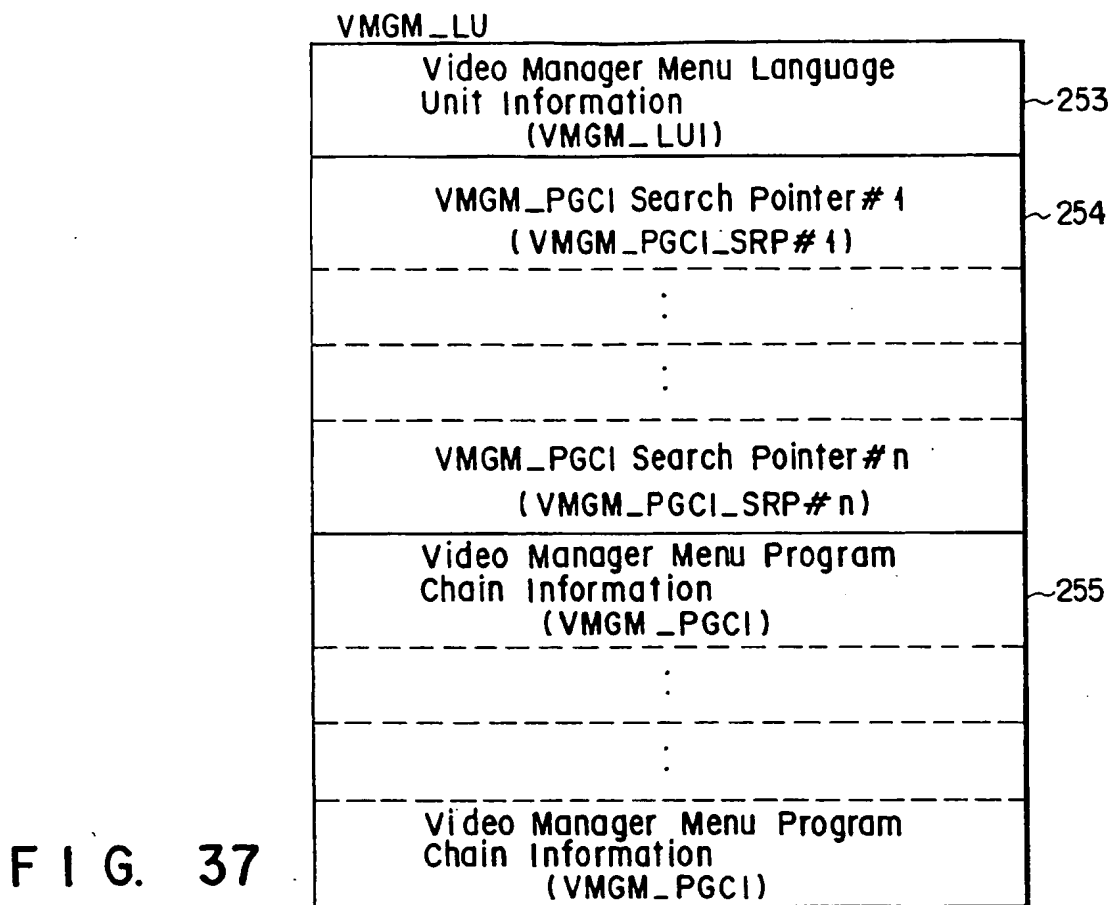 VMGM_LU
Video Manager Menu Language
Unit Information
(VMGM_LUI)
253
VMGM_PGCI Search Pointer#1
(VMGM_PGCI_SRP#1)
254
VMGM_PGCI Search Pointer#n
(VMGM_PGCI_SRP#n)
Video Manager Menu Program
Chain Information
(VMGM_PGCI)
255
Video Manager Menu Program
Chain Information
(VMGM_PGCI)
FIG. 37